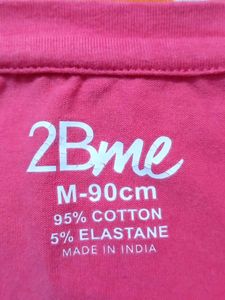 2Bme
M-90cm
95% COTTON
5% ELASTANE
MADE IN INDIA